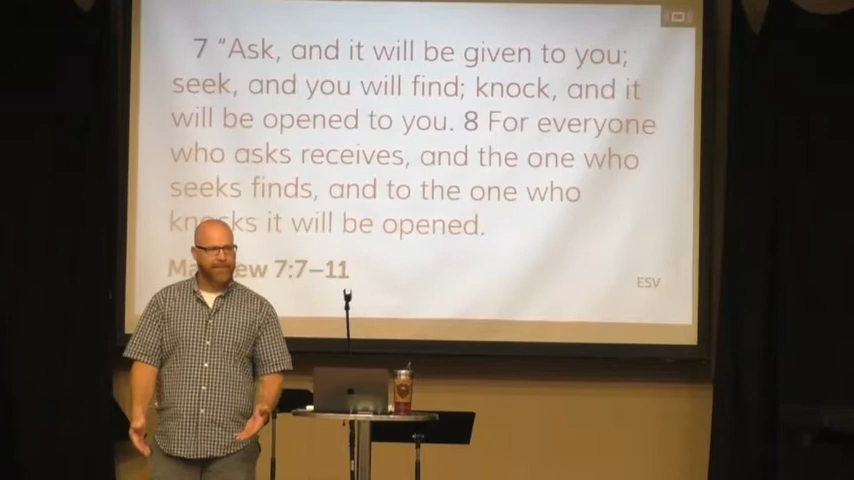 7 “Ask, and it will be given to you;
seek, and you will find; knock, and it
will be opened to you. 8 For everyone
who asks receives, and the one who
seeks finds, and to the one who
knocks it will be opened.
Matthew 7:7–11
ESV